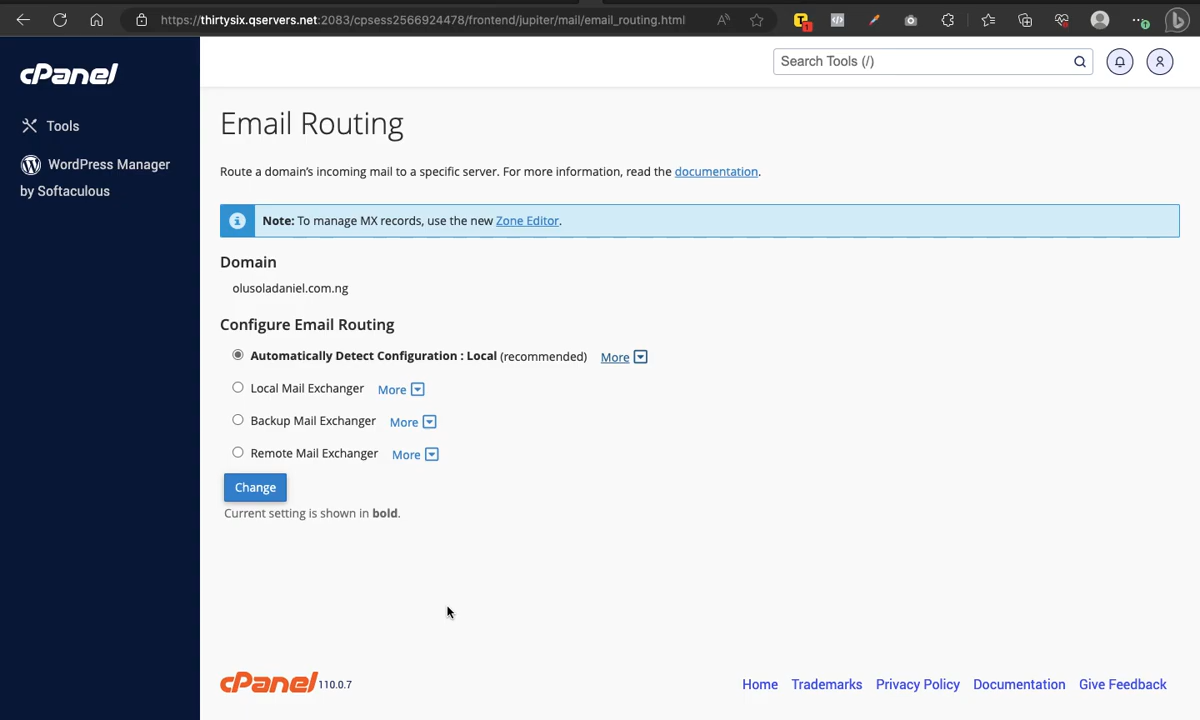 https://thirtysix.qservers.net:2083/cpsess2566924478/frontend/jupiter/mail/email_routing.html
cPanel
Search Tools (/)
Tools
WordPress Manager
by Softaculous
Email Routing
Route a domain's incoming mail to a specific server. For more information, read the documentation.
Note: To manage MX records, use the new Zone Editor.
Domain
olusoladaniel.com.ng
Configure Email Routing
Automatically Detect Configuration : Local (recommended) More
Local Mail Exchanger More
Backup Mail Exchanger More
Remote Mail Exchanger More
Change
Current setting is shown in bold.
cPanel 110.0.7
Home Trademarks Privacy Policy Documentation Give Feedback